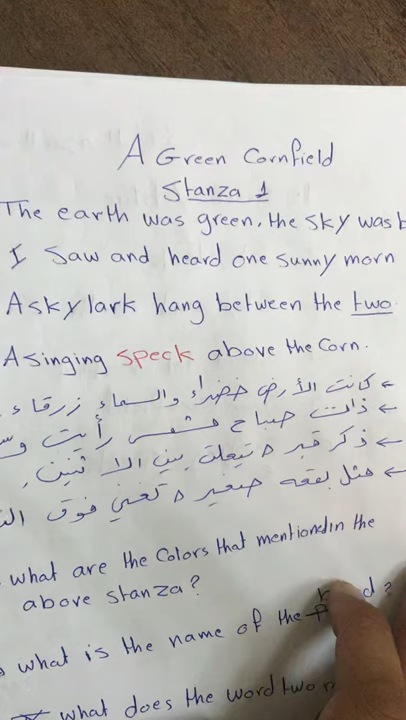 A Green Cornfield
Stanza 1
The earth was green, the sky was b
I saw and heard one sunny morn
A skylark hang between the two
A singing speck above the Corn.
كانت الأرض خضراء والسماء زرقاء
ذات صباح مشمس رأيت وس
ذكر قبرة تيعلق بين الاثنين
مثل بقعه صغيرة تغني فوق
what are the Colors that mentioned in the
above stanza?
what is the name of the
what does the word two